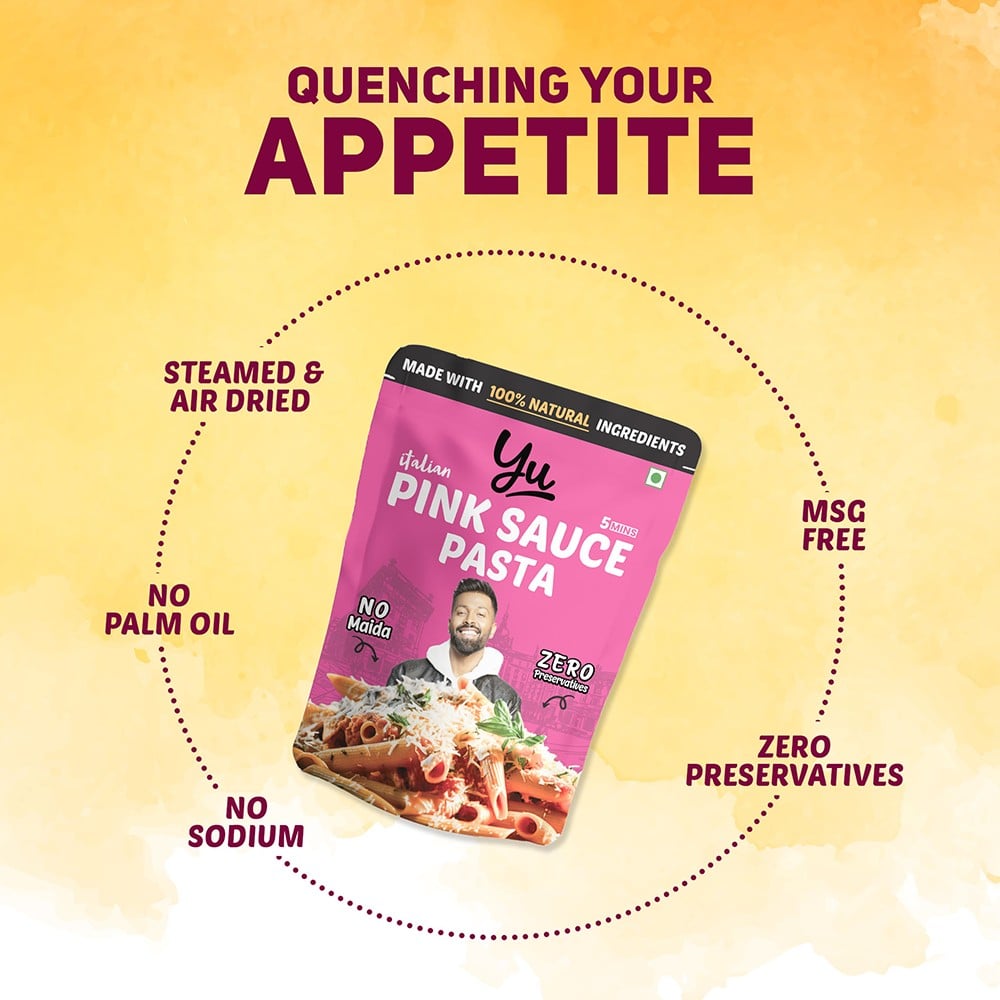 QUENCHING YOUR
APPETITE
STEAMED &
AIR DRIED
MADE WITH 100% NATURAL INGREDIENTS
Yu
italian
PINK SAUCE
5 MINS
PASTA
MSG
FREE
NO
PALM OIL
NO
Maida
ZERO
Preservatives
ZERO
PRESERVATIVES
NO
SODIUM